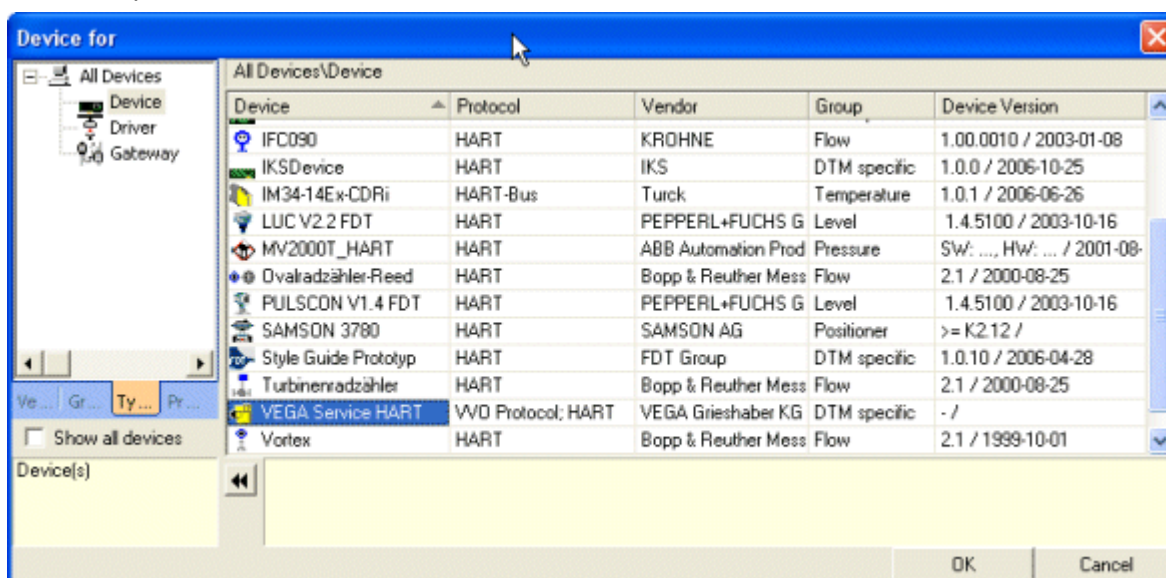 Device for
All Devices
Device
Driver
Gateway
Ve... Gr... Ty... Pr...
Show all devices
Device(s)
All Devices\Device
Device Protocol Vendor Group Device Version
IFC090 HART KROHNE Flow 1.00.0010 / 2003-01-08
IKSDevice HART IKS DTM specific 1.0.0 / 2006-10-25
IM34-14Ex-CDRi HART-Bus Turck Temperature 1.0.1 / 2006-06-26
LUC V2.2 FDT HART PEPPERL+FUCHS G Level 1.4.5100 / 2003-10-16
MV2000T_HART HART ABB Automation Prod Pressure SW: ..., HW: ... / 2001-08-
Ovalradzähler-Reed HART Bopp & Reuther Mess Flow 2.1 / 2000-08-25
PULSCON V1.4 FDT HART PEPPERL+FUCHS G Level 1.4.5100 / 2003-10-16
SAMSON 3780 HART SAMSON AG Positioner >= K2.12 /
Style Guide Prototyp HART FDT Group DTM specific 1.0.10 / 2006-04-28
Turbinenradzähler HART Bopp & Reuther Mess Flow 2.1 / 2000-08-25
VEGA Service HART VVO Protocol; HART VEGA Grieshaber KG DTM specific - /
Vortex HART Bopp & Reuther Mess Flow 2.1 / 1999-10-01
OK Cancel